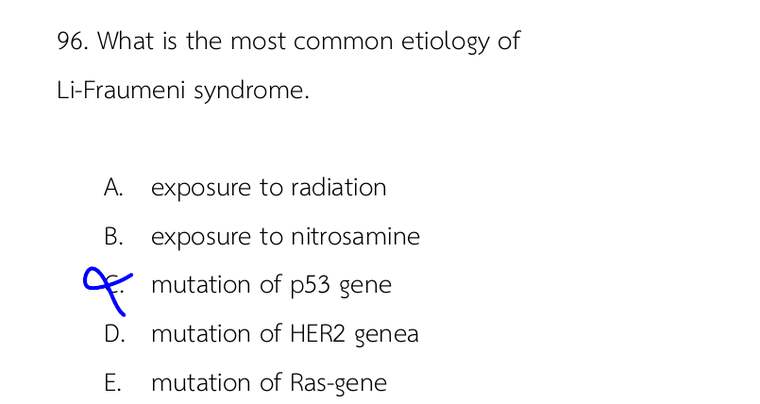 96. What is the most common etiology of
Li-Fraumeni syndrome.
A. exposure to radiation
B. exposure to nitrosamine
C. mutation of p53 gene
D. mutation of HER2 genea
E. mutation of Ras-gene